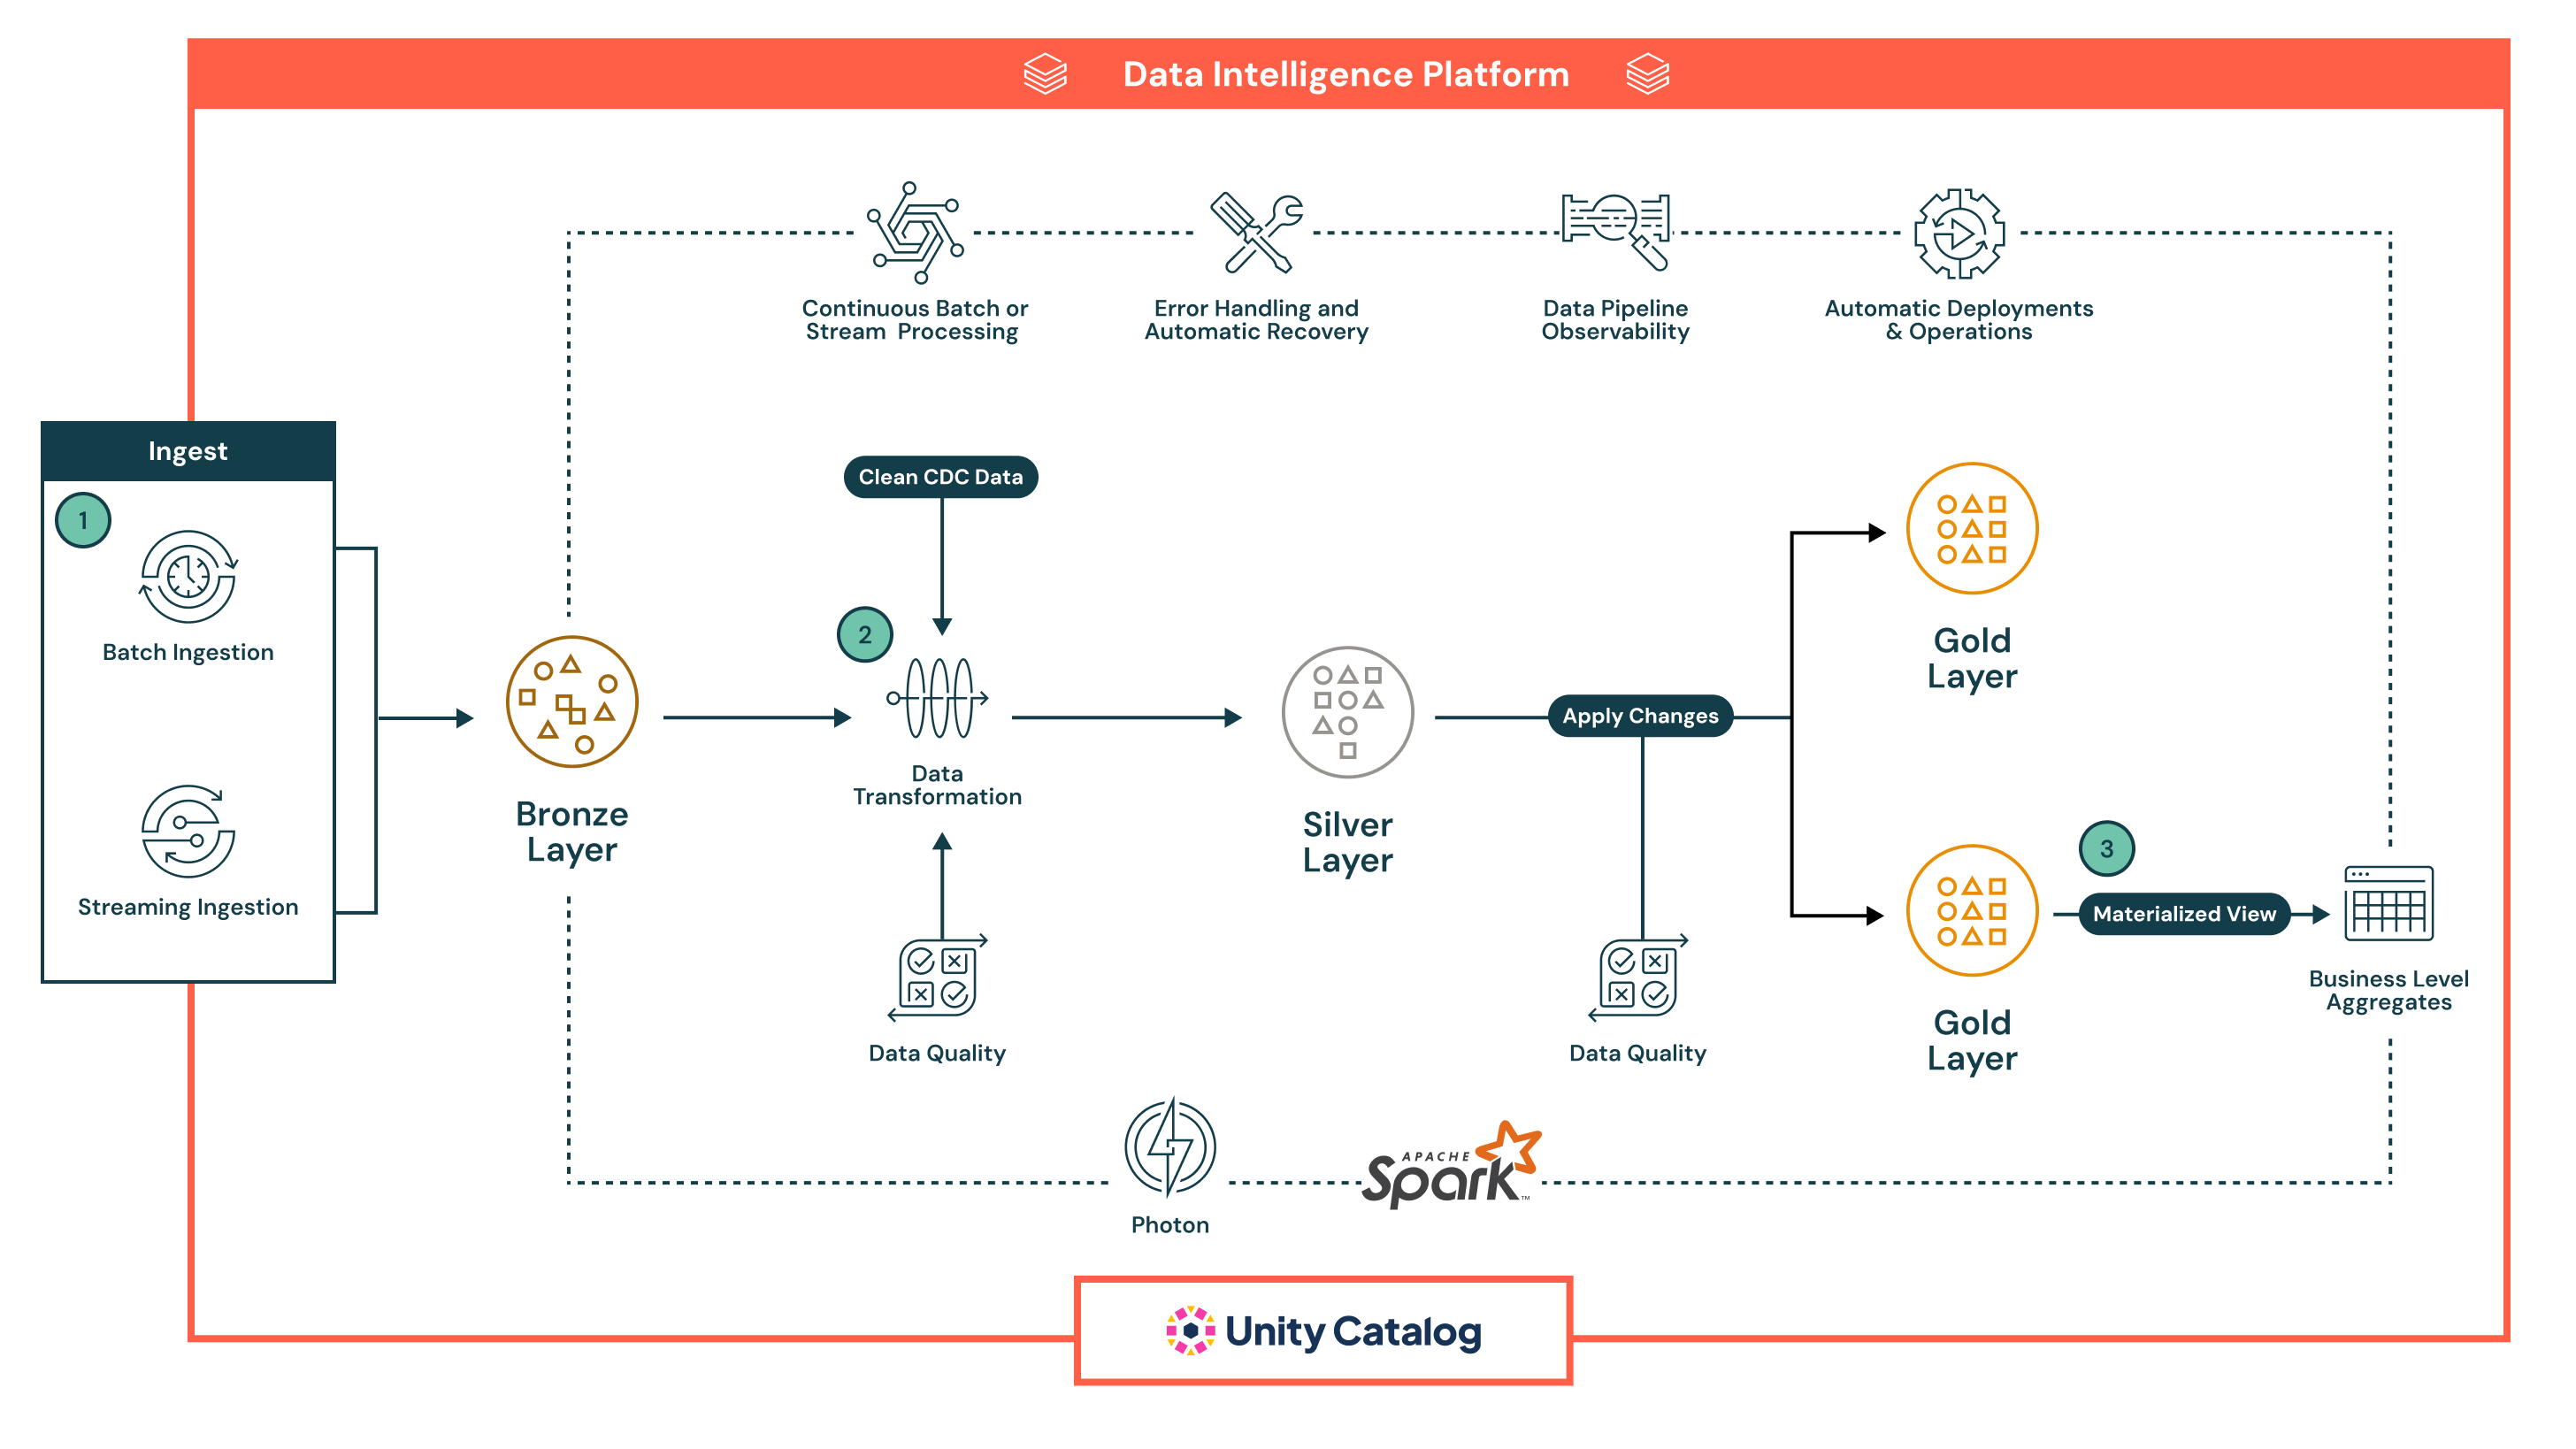 Data Intelligence Platform
Continuous Batch or
Stream Processing
Error Handling and
Automatic Recovery
Data Pipeline
Observability
Automatic Deployments
& Operations
Ingest
1
Batch Ingestion
Streaming Ingestion
Bronze
Layer
Clean CDC Data
2
Data
Transformation
Data Quality
Silver
Layer
Apply Changes
Data Quality
Gold
Layer
Gold
Layer
3
Materialized View
Business Level
Aggregates
Photon
APACHE
Spark™
Unity Catalog